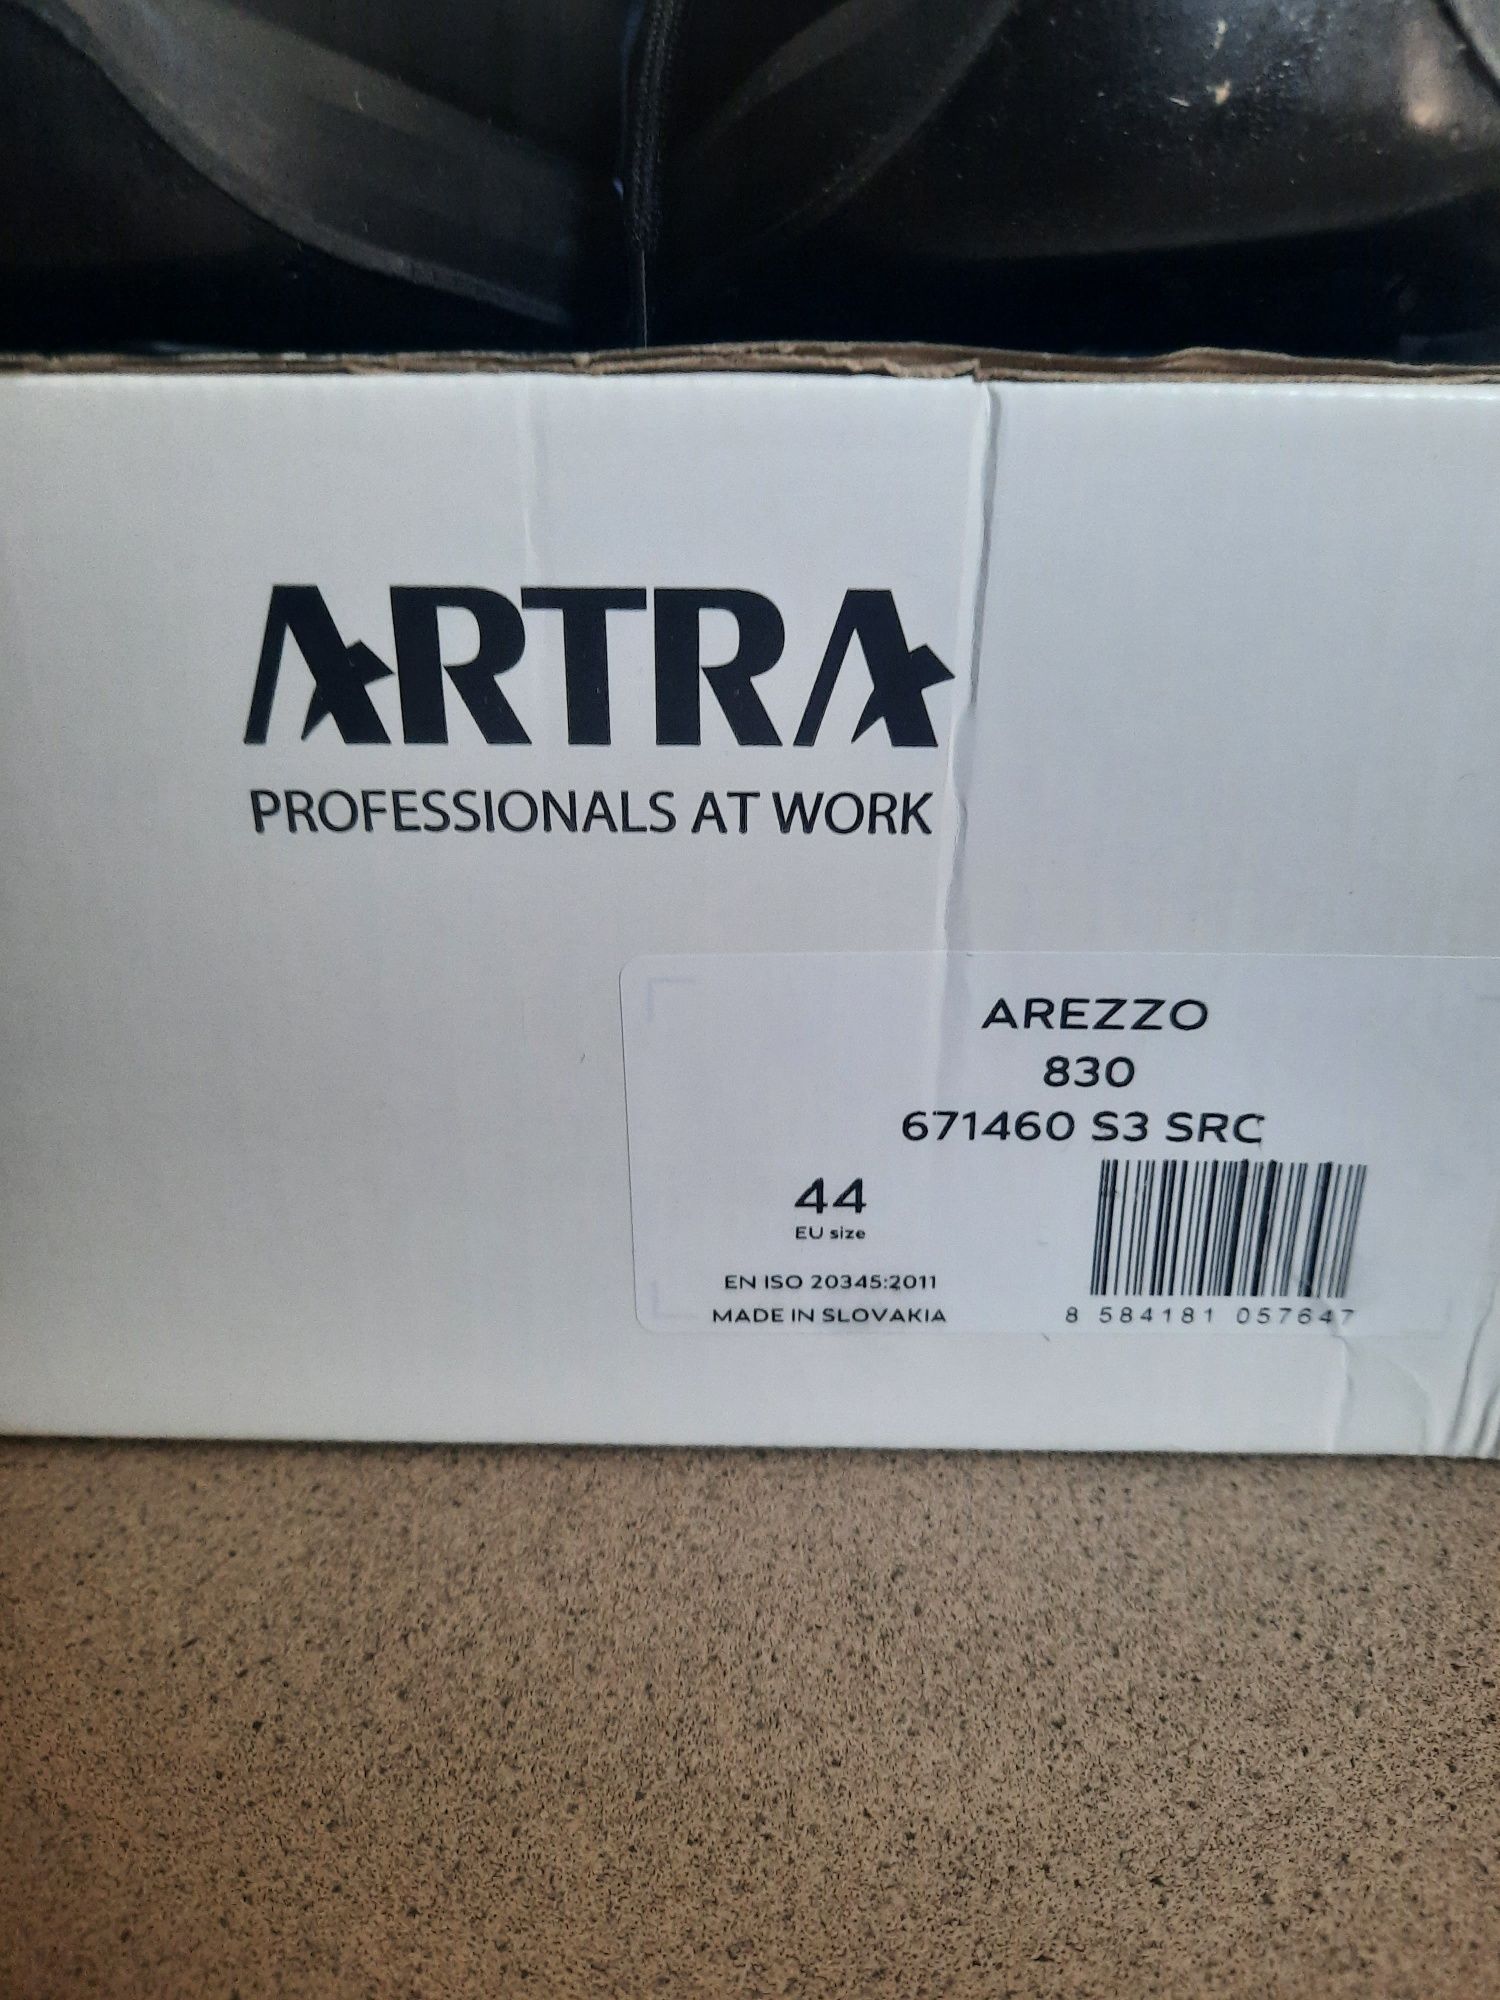 ARTRA
PROFESSIONALS AT WORK
AREZZO
830
671460 S3 SRC
44
EU size
EN ISO 20345:2011
MADE IN SLOVAKIA
8 584181 057647